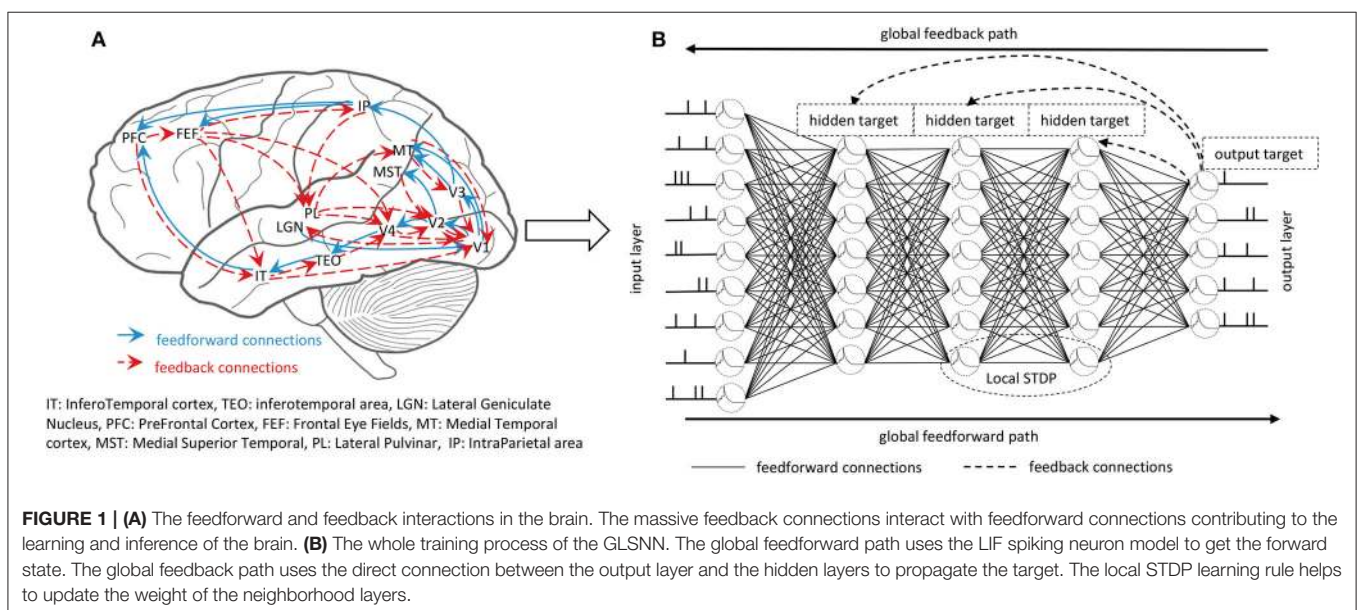 A
PFC
FEF
IP
MT
MST
V3
PL
LGN
V4
V2
V1
TEO
IT
feedforward connections
feedback connections
IT: InferoTemporal cortex, TEO: inferotemporal area, LGN: Lateral Geniculate
Nucleus, PFC: PreFrontal Cortex, FEF: Frontal Eye Fields, MT: Medial Temporal
cortex, MST: Medial Superior Temporal, PL: Lateral Pulvinar, IP: IntraParietal area
B
global feedback path
hidden target
hidden target
hidden target
output target
input layer
output layer
Local STDP
global feedforward path
feedforward connections
feedback connections
FIGURE 1 | (A) The feedforward and feedback interactions in the brain. The massive feedback connections interact with feedforward connections contributing to the
learning and inference of the brain. (B) The whole training process of the GLSNN. The global feedforward path uses the LIF spiking neuron model to get the forward
state. The global feedback path uses the direct connection between the output layer and the hidden layers to propagate the target. The local STDP learning rule helps
to update the weight of the neighborhood layers.